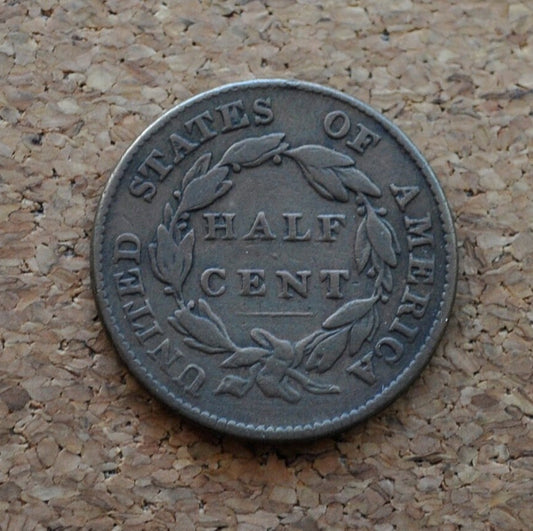 UNITED STATES OF AMERICA
HALF
CENT